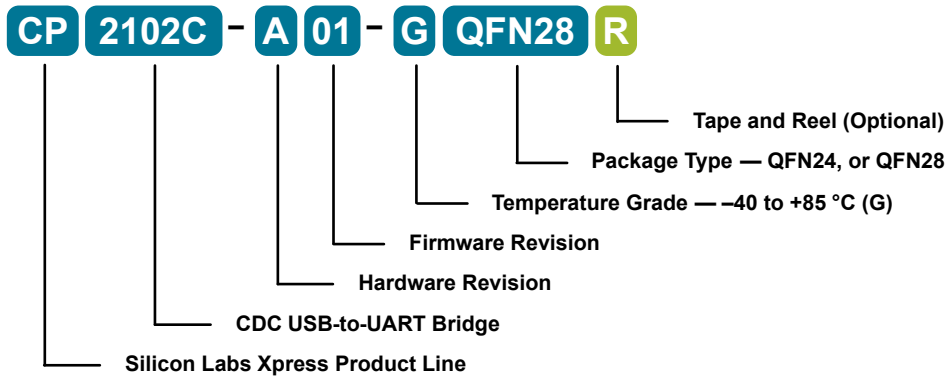 CP 2102C - A 01 - G QFN28 R
Tape and Reel (Optional)
Package Type — QFN24, or QFN28
Temperature Grade — –40 to +85 °C (G)
Firmware Revision
Hardware Revision
CDC USB-to-UART Bridge
Silicon Labs Xpress Product Line